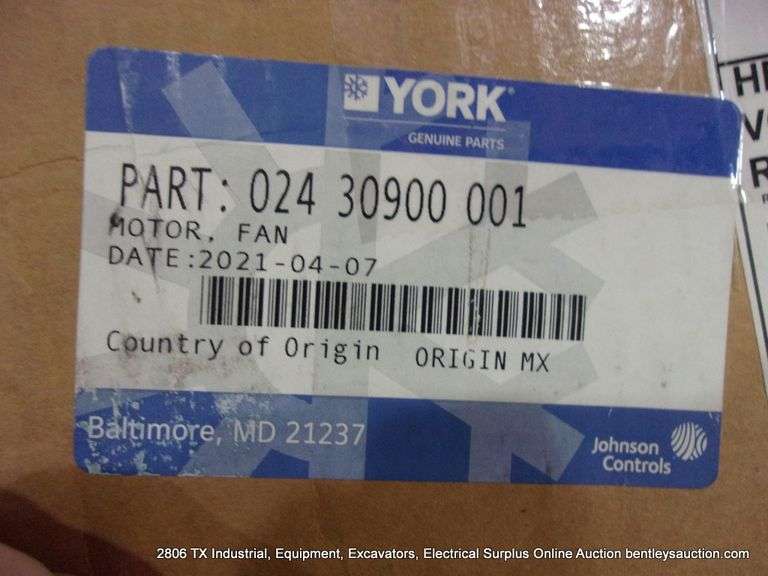 YORK®
GENUINE PARTS
PART: 024 30900 001
MOTOR, FAN
DATE:2021-04-07
Country of Origin ORIGIN MX
Baltimore, MD 21237
Johnson
Controls
2806 TX Industrial, Equipment, Excavators, Electrical Surplus Online Auction bentleysauction.com